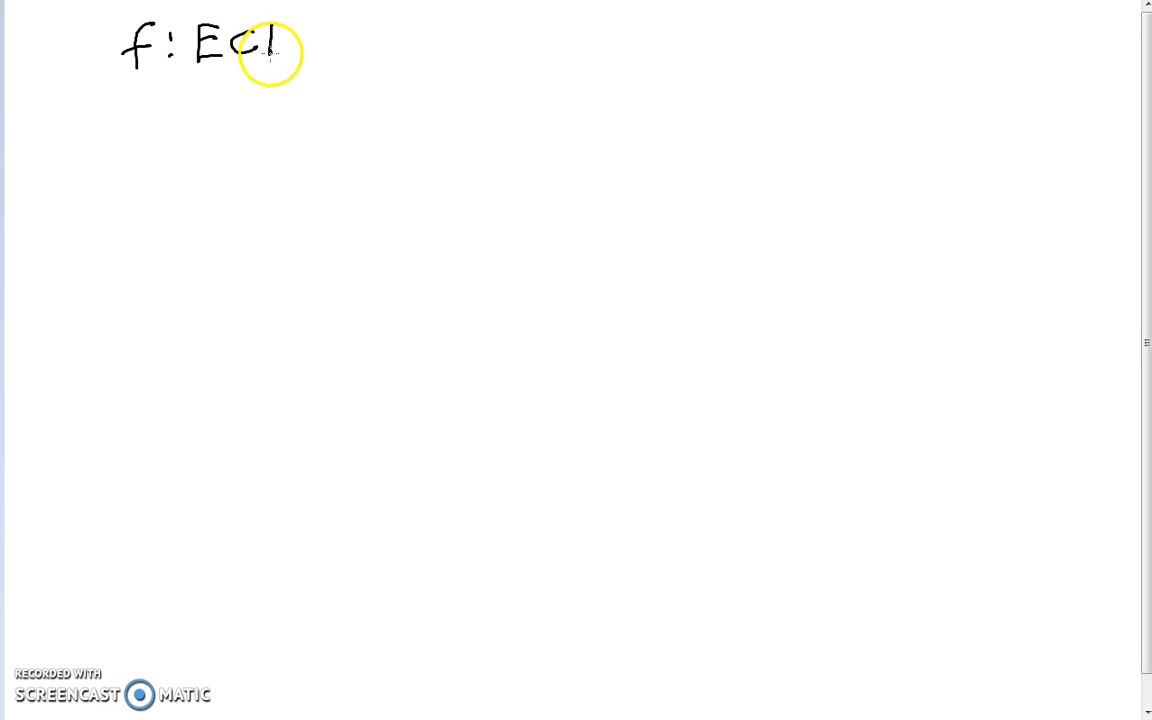 f : E ⊂ |
RECORDED WITH
SCREENCAST MATIC